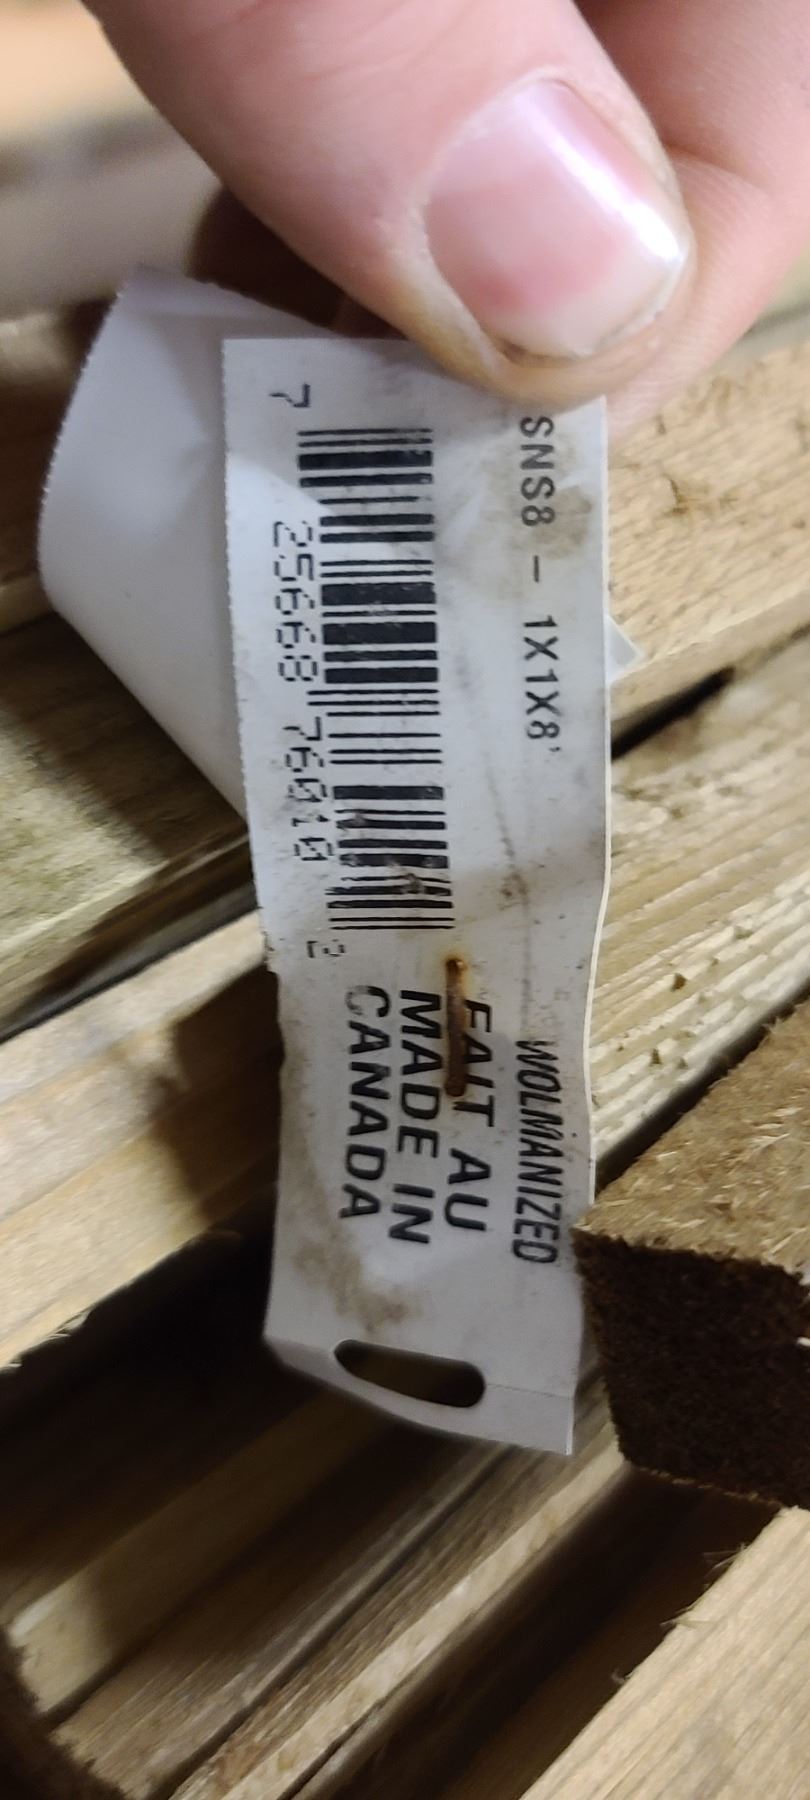 SNS8 - 1X1X8'
WOLMANIZED
7 25668 76010 2
FAIT AU
MADE IN
CANADA